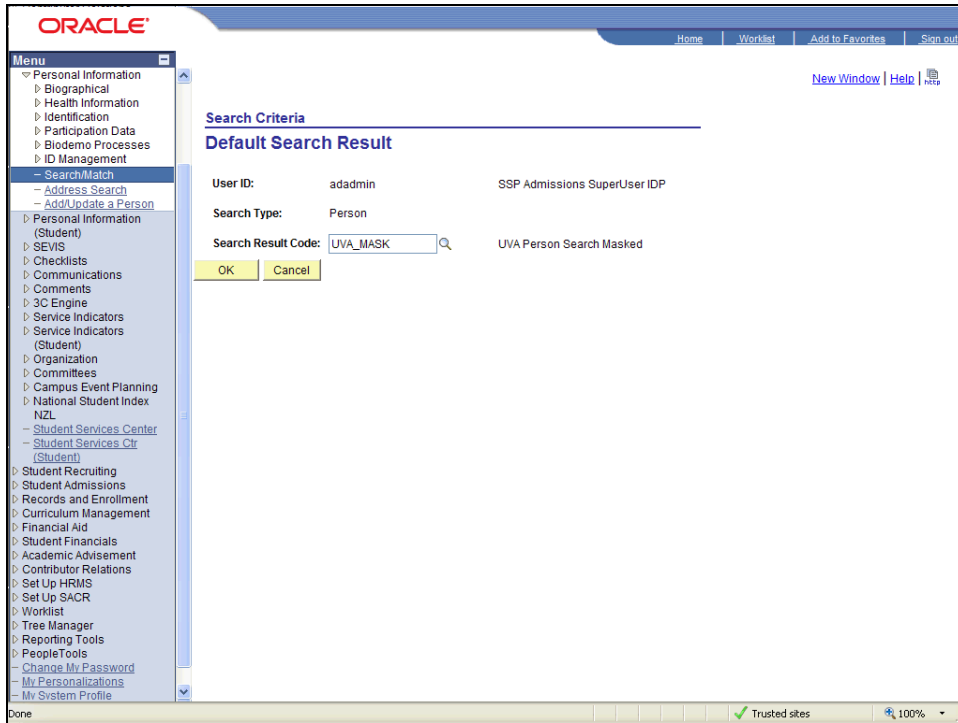 ORACLE
Home Worklist Add to Favorites Sign out
Menu
Personal Information
Biographical
Health Information
Identification
Participation Data
Biodemo Processes
ID Management
– Search/Match
– Address Search
– Add/Update a Person
Personal Information
(Student)
SEVIS
Checklists
Communications
Comments
3C Engine
Service Indicators
Service Indicators
(Student)
Organization
Committees
Campus Event Planning
National Student Index
NZL
– Student Services Center
– Student Services Ctr
(Student)
Student Recruiting
Student Admissions
Records and Enrollment
Curriculum Management
Financial Aid
Student Financials
Academic Advisement
Contributor Relations
Set Up HRMS
Set Up SACR
Worklist
Tree Manager
Reporting Tools
PeopleTools
– Change My Password
– My Personalizations
– My System Profile
New Window | Help |
http
Search Criteria
Default Search Result
User ID: adadmin SSP Admissions SuperUser IDP
Search Type: Person
Search Result Code: UVA_MASK UVA Person Search Masked
OK Cancel
Done Trusted sites 100%